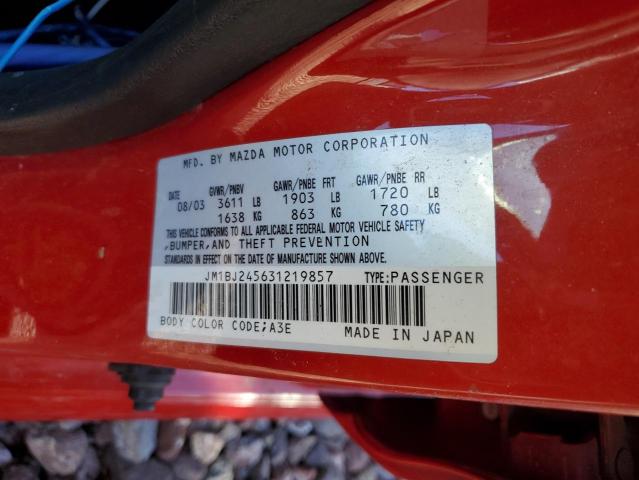 MFD. BY MAZDA MOTOR CORPORATION
DATE GVWR/PNBV GAWR/PNBE FRT GAWR/PNBE RR
08/03 3611 LB 1903 LB 1720 LB
1638 KG 863 KG 780 KG
THIS VEHICLE CONFORMS TO ALL APPLICABLE FEDERAL MOTOR VEHICLE SAFETY
,BUMPER,AND THEFT PREVENTION
STANDARDS IN EFFECT ON THE DATE OF MANUFACTURE SHOWN ABOVE.
JM1BJ245631219857 TYPE:PASSENGER
BODY COLOR CODE;A3E MADE IN JAPAN